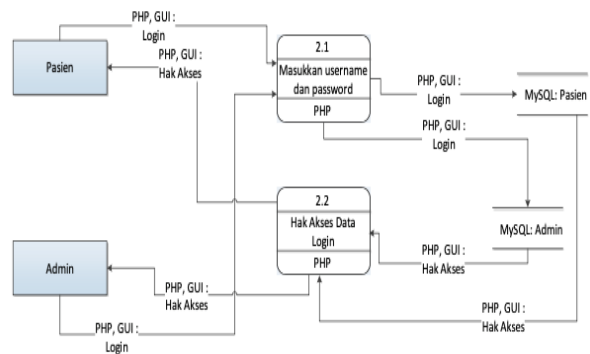 PHP, GUI :
Login
Pasien
PHP, GUI :
Hak Akses
2.1
Masukkan username
dan password
PHP
PHP, GUI :
Login
MySQL: Pasien
PHP, GUI :
Login
2.2
Hak Akses Data
Login
PHP
MySQL: Admin
PHP, GUI :
Hak Akses
Admin
PHP, GUI :
Hak Akses
PHP, GUI :
Hak Akses
PHP, GUI :
Login